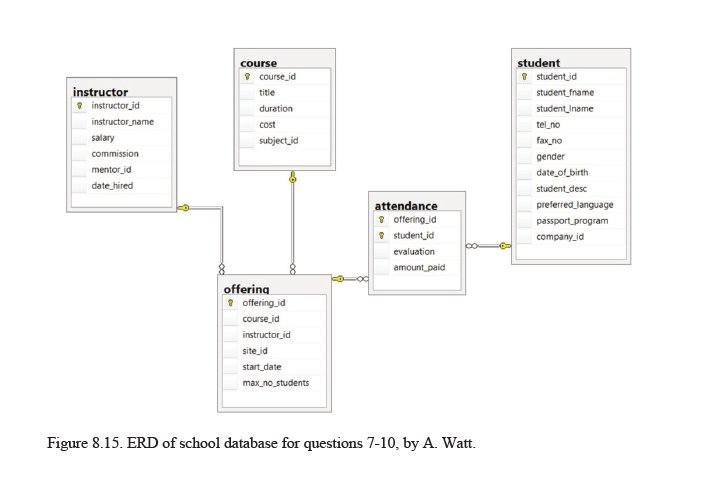 instructor
instructor_id
instructor_name
salary
commission
mentor_id
date_hired
course
course_id
title
duration
cost
subject_id
student
student_id
student_fname
student_lname
tel_no
fax_no
gender
date_of_birth
student_desc
preferred_language
passport_program
company_id
attendance
offering_id
student_id
evaluation
amount_paid
offering
offering_id
course_id
instructor_id
site_id
start_date
max_no_students
Figure 8.15. ERD of school database for questions 7-10, by A. Watt.